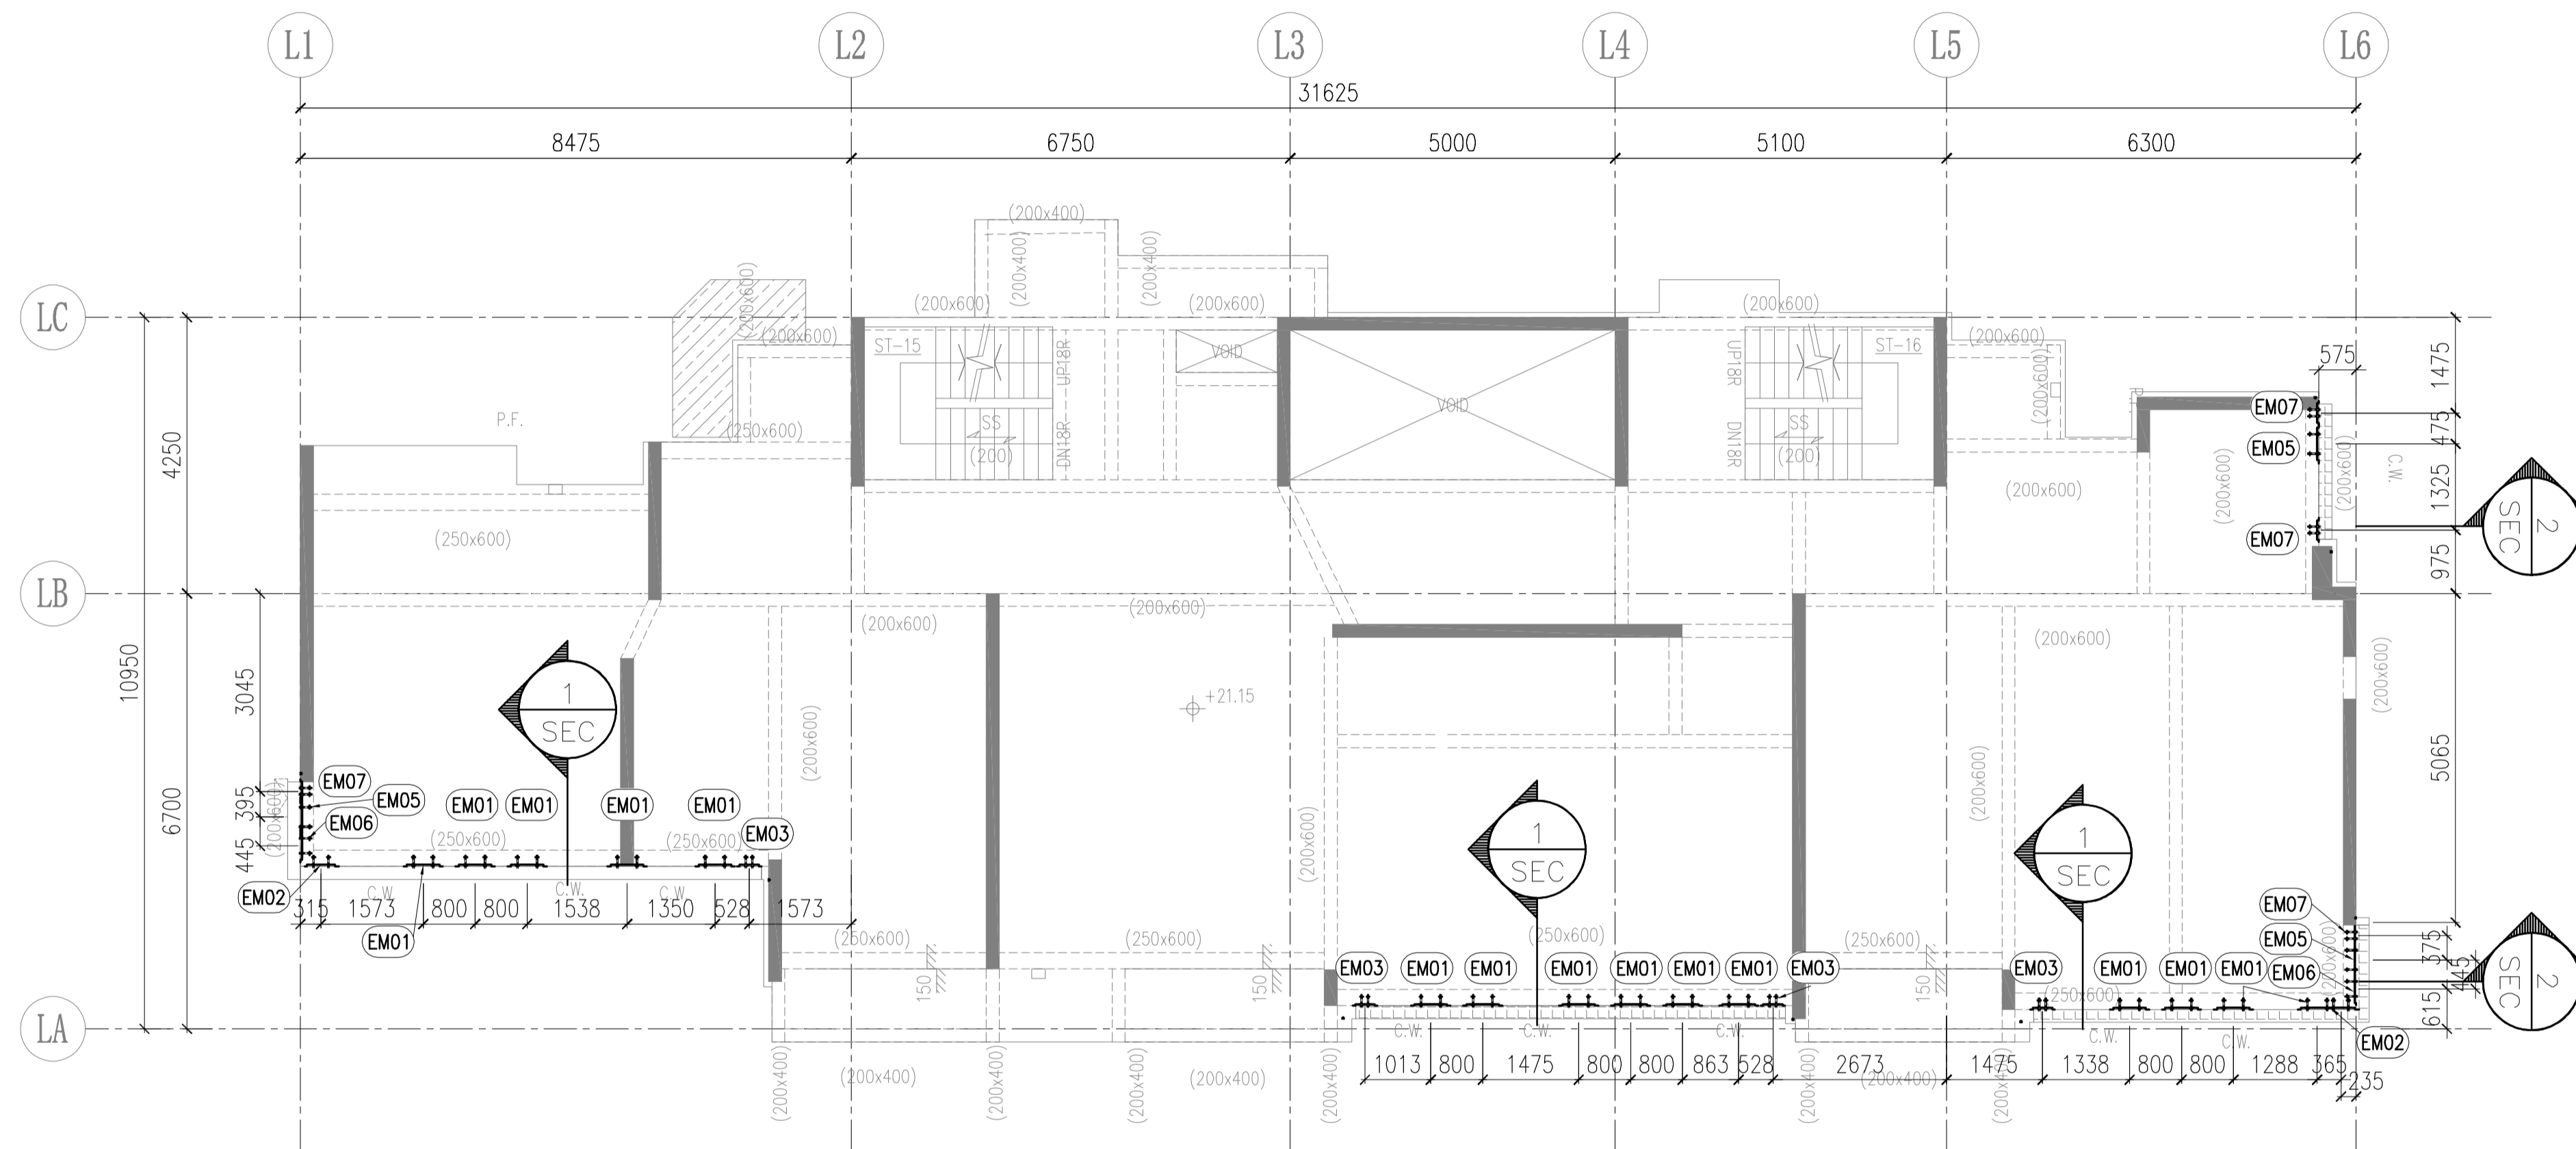 L1
L2
L3
L4
L5
L6
31625
8475
6750
5000
5100
6300
(200x400)
(200x400)
(200x400)
(200x600)
(200x600)
(200x600)
(200x600)
(200x600)
(200x600)
LC
ST-15
UP18R
VOID
VOID
UP18R
ST-16
(200x600)
575
1475
EM07
P.F.
(250x600)
SS
(200)
DN18R
DN18R
SS
(200)
475
EM05
(200x600)
C.W.
4250
(250x600)
(200x600)
(200x600)
1325
2
SEC
EM07
975
LB
(200x600)
(200x600)
(200x600)
(200x600)
10950
3045
1
SEC
+21.15
(200x600)
(200x600)
5065
6700
EM07
EM05
EM01
EM01
EM01
EM01
395
EM06
EM03
(200x600)
(250x600)
(250x600)
445
(200x600)
1
SEC
1
SEC
EM02
C.W.
C.W.
C.W.
315
1573
800
800
1538
1350
528
1573
EM01
(250x600)
(250x600)
(250x600)
(250x600)
EM07
EM05
EM06
(200x600)
375
445
615
2
SEC
150
150
150
EM03
EM01
EM01
EM01
EM01
EM01
EM01
EM03
EM03
EM01
EM01
EM01
(250x600)
LA
C.W.
C.W.
C.W.
C.W.
C.W.
EM02
1013
800
1475
800
800
863
528
2673
1475
1338
800
800
1288
365
235
(200x400)
(200x400)
(200x400)
(200x400)
(200x400)
(200x400)
(200x400)
(200x400)
(200x400)